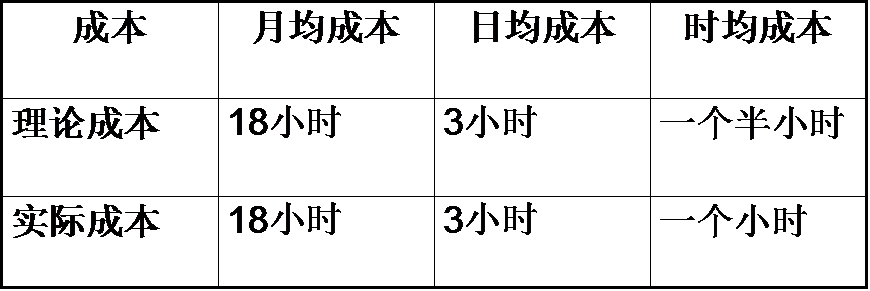 成本 月均成本 日均成本 时均成本
理论成本 18小时 3小时 一个半小时
实际成本 18小时 3小时 一个小时